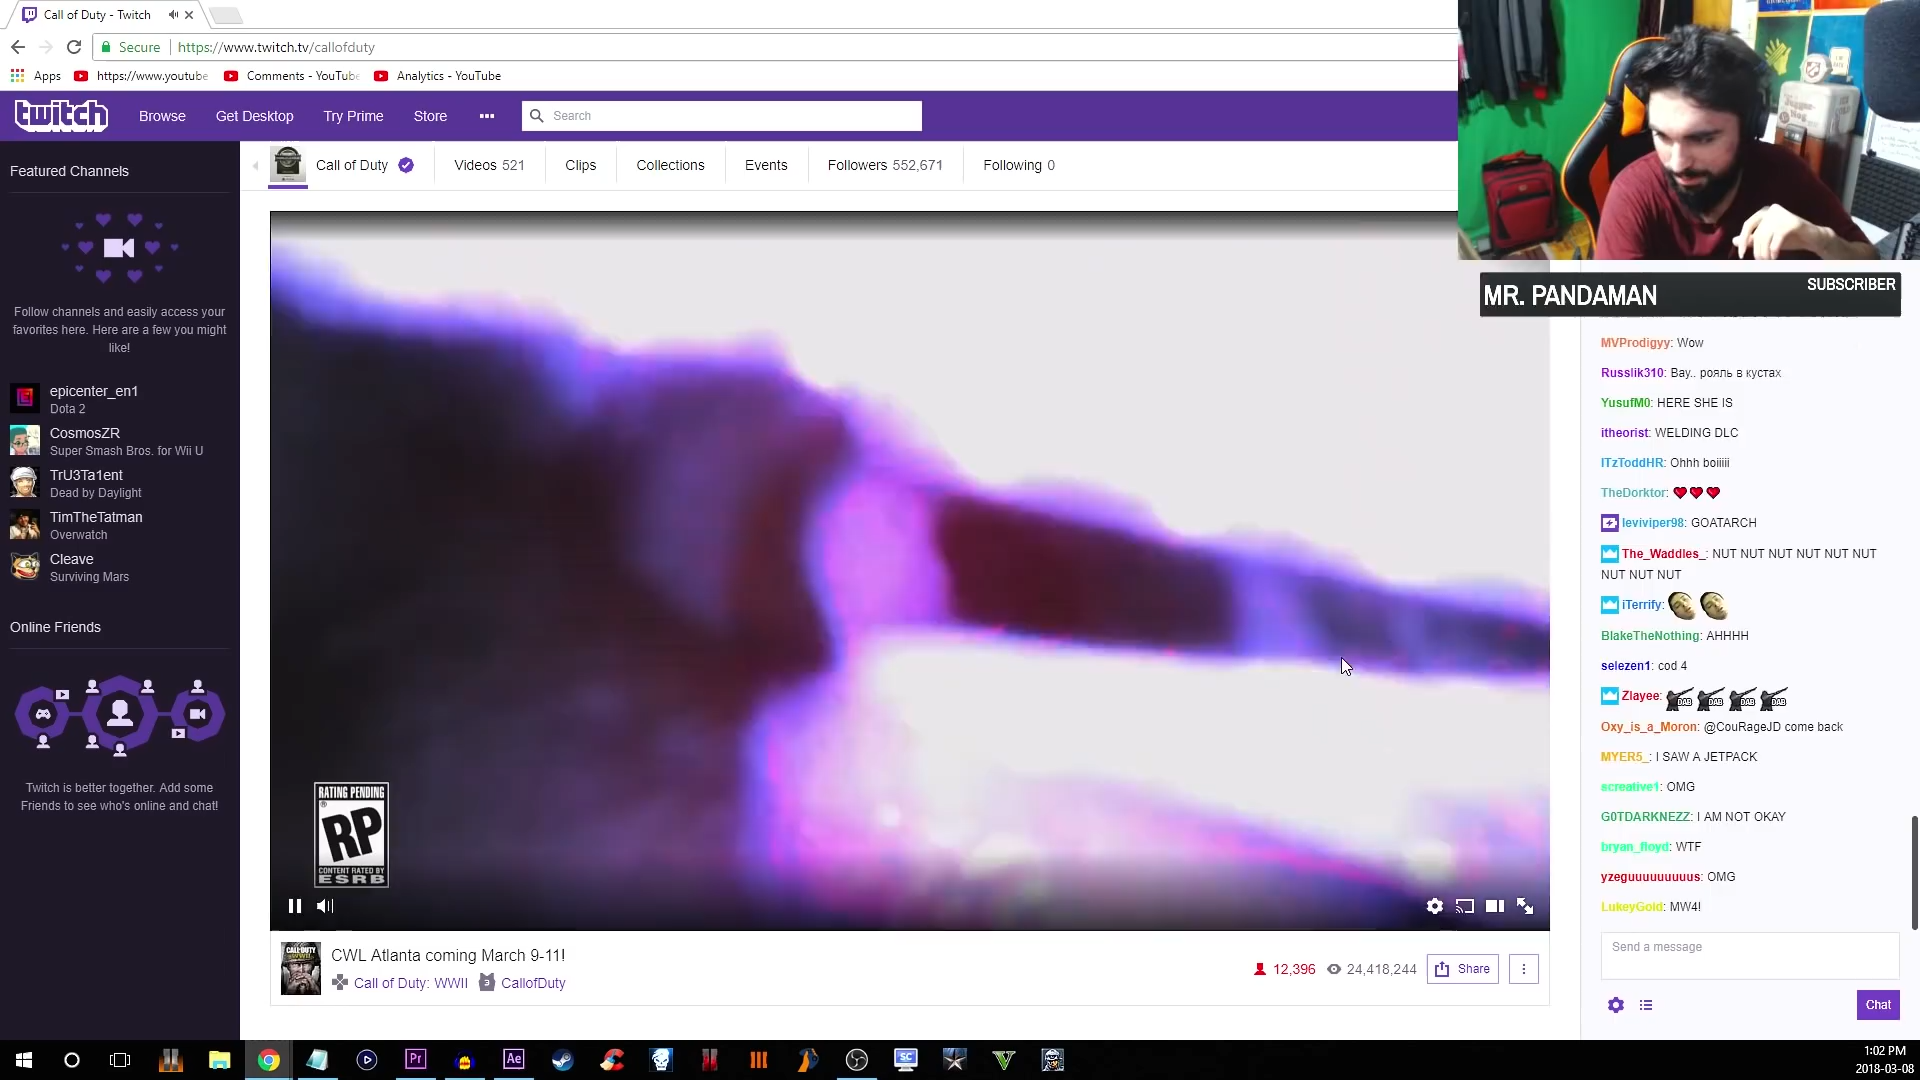 Call of Duty - Twitch
Secure https://www.twitch.tv/callofduty
Apps https://www.youtube Comments - YouTube Analytics - YouTube
twitch Browse Get Desktop Try Prime Store Search
Featured Channels
Call of Duty Videos 521 Clips Collections Events Followers 552,671 Following 0
Follow channels and easily access your
favorites here. Here are a few you might
like!
epicenter_en1
Dota 2
CosmosZR
Super Smash Bros. for Wii U
TrU3Ta1ent
Dead by Daylight
TimTheTatman
Overwatch
Cleave
Surviving Mars
Online Friends
Twitch is better together. Add some
Friends to see who's online and chat!
RATING PENDING
RP
CONTENT RATED BY
ESRB
CWL Atlanta coming March 9-11!
Call of Duty: WWII CallofDuty
12,396 24,418,244 Share
MR. PANDAMAN SUBSCRIBER
MVProdigyy: Wow
Russlik310: Вау.. рояль в кустах
YusufM0: HERE SHE IS
itheorist: WELDING DLC
ITzToddHR: Ohhh boiiiii
TheDorktor:
leviviper98: GOATARCH
The_Waddles_: NUT NUT NUT NUT NUT NUT
NUT NUT NUT
iTerrify:
BlakeTheNothing: AHHHH
selezen1: cod 4
Zlayee: DAB DAB DAB DAB
Oxy_is_a_Moron: @CouRageJD come back
MYER5_: I SAW A JETPACK
screative1: OMG
G0TDARKNEZZ: I AM NOT OKAY
bryan_floyd: WTF
yzeguuuuuuuuus: OMG
LukeyGold: MW4!
Send a message
Chat
Pr Ae SC
1:02 PM
2018-03-08